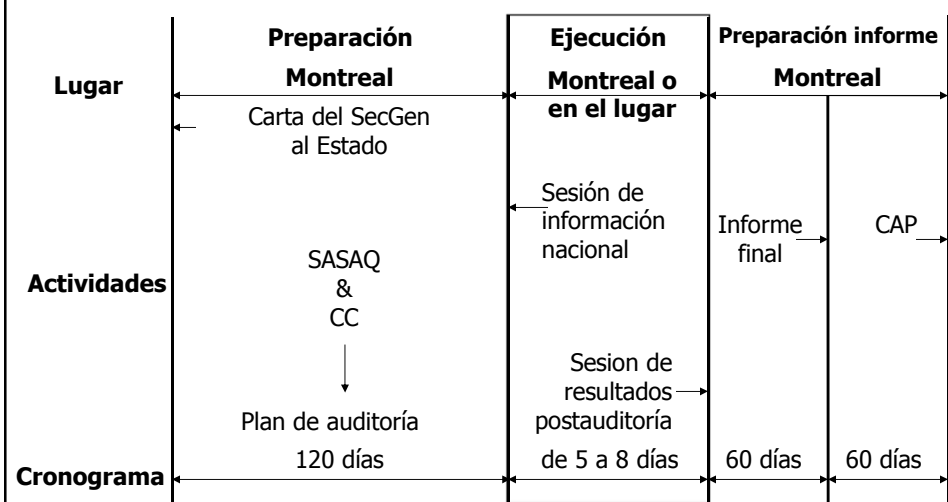 Preparación
Ejecución
Preparación informe
Lugar
Montreal
Montreal o
en el lugar
Montreal
Carta del SecGen
al Estado
Sesión de
información
nacional
Informe
final
CAP
Actividades
SASAQ
&
CC
Plan de auditoría
Sesion de
resultados
postauditoría
Cronograma
120 días
de 5 a 8 días
60 días
60 días